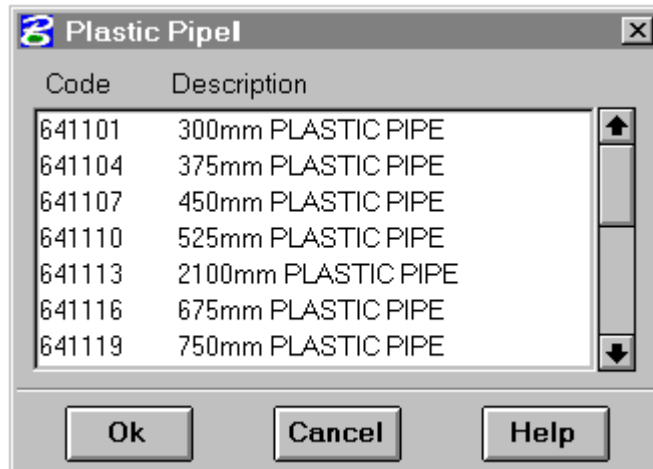 Plastic Pipel
Code Description
641101 300mm PLASTIC PIPE
641104 375mm PLASTIC PIPE
641107 450mm PLASTIC PIPE
641110 525mm PLASTIC PIPE
641113 2100mm PLASTIC PIPE
641116 675mm PLASTIC PIPE
641119 750mm PLASTIC PIPE
Ok Cancel Help